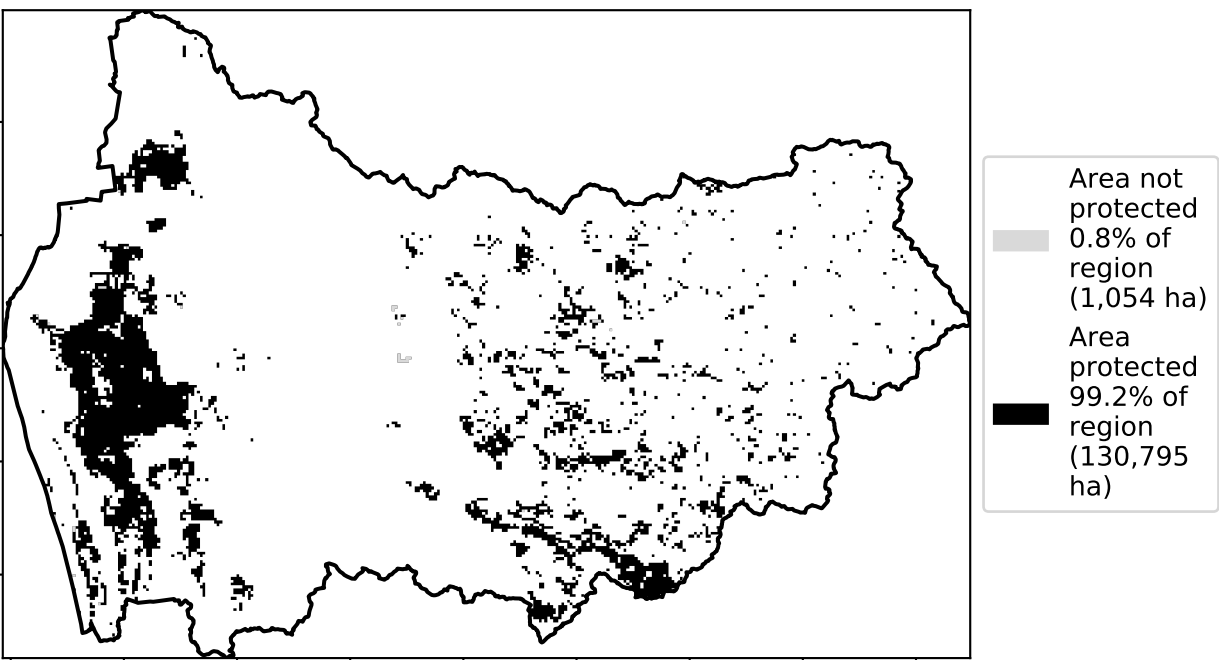 Area not
protected
0.8% of
region
(1,054 ha)
Area
protected
99.2% of
region
(130,795
ha)